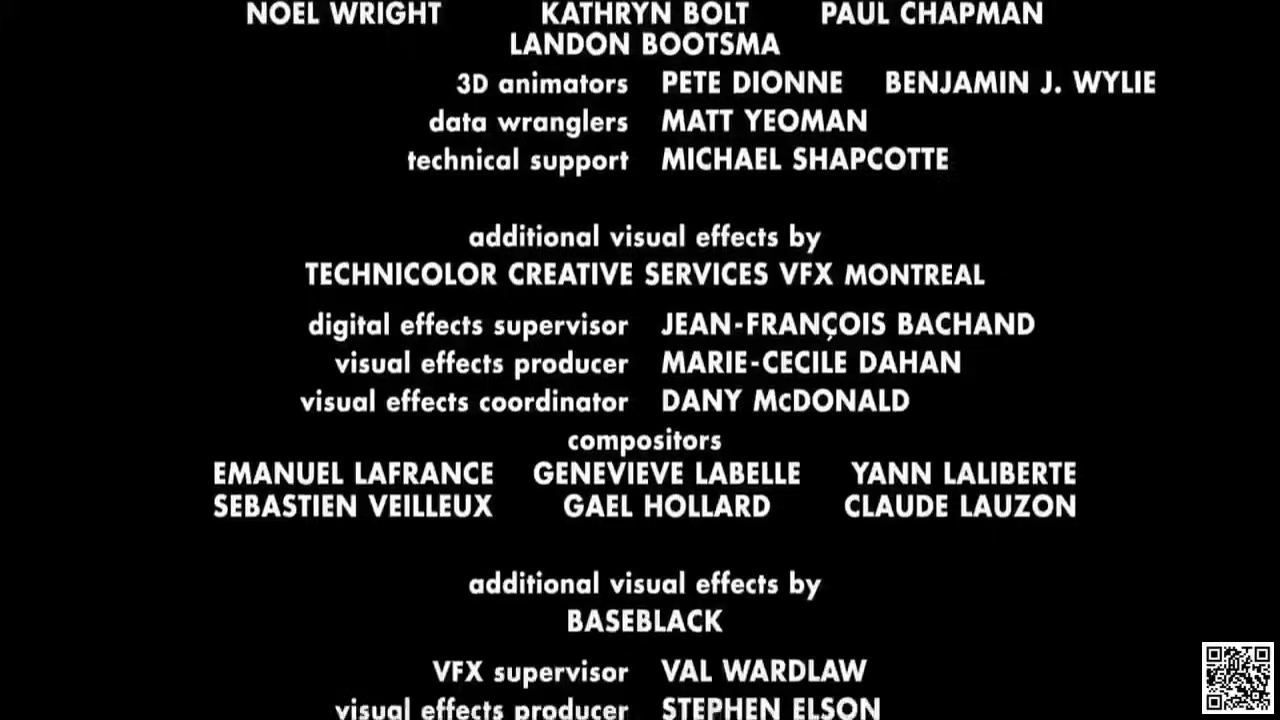 NOEL WRIGHT KATHRYN BOLT PAUL CHAPMAN
LANDON BOOTSMA
3D animators PETE DIONNE BENJAMIN J. WYLIE
data wranglers MATT YEOMAN
technical support MICHAEL SHAPCOTTE
additional visual effects by
TECHNICOLOR CREATIVE SERVICES VFX MONTREAL
digital effects supervisor JEAN-FRANÇOIS BACHAND
visual effects producer MARIE-CECILE DAHAN
visual effects coordinator DANY McDONALD
compositors
EMANUEL LAFRANCE GENEVIEVE LABELLE YANN LALIBERTE
SEBASTIEN VEILLEUX GAEL HOLLARD CLAUDE LAUZON
additional visual effects by
BASEBLACK
VFX supervisor VAL WARDLAW
visual effects producer STEPHEN ELSON